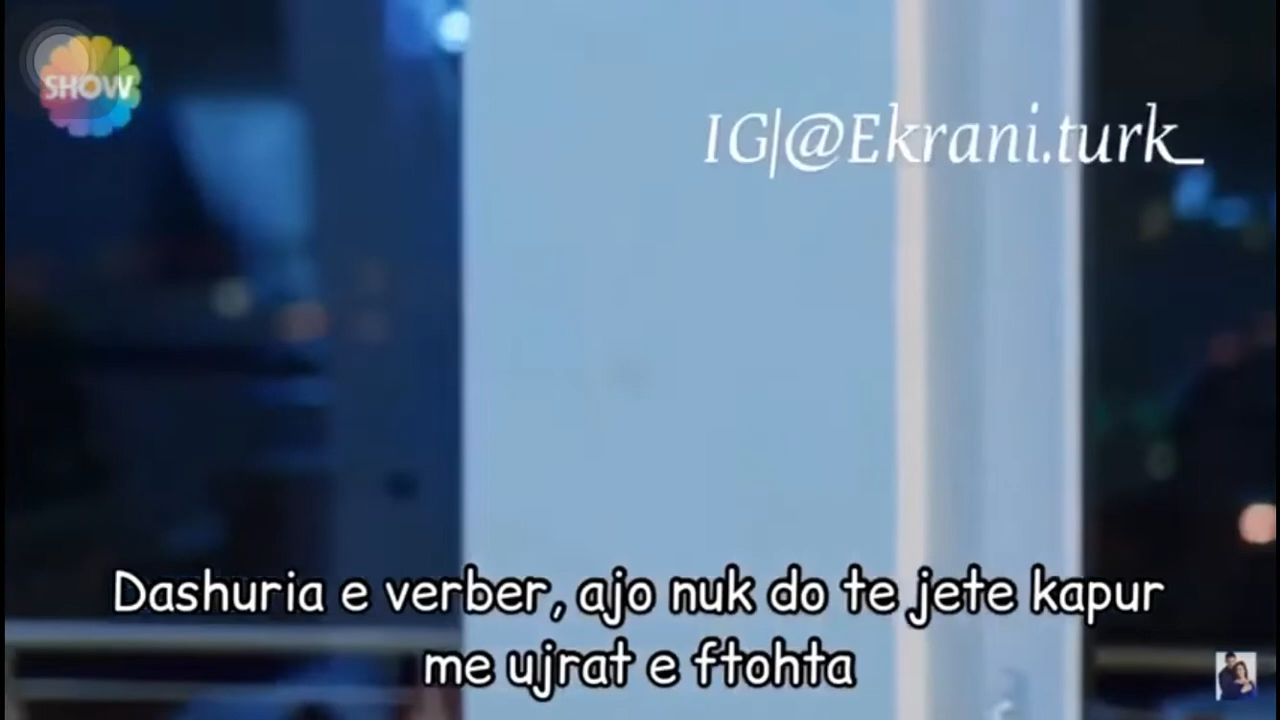 SHOW
IG|@Ekrani.turk_
Dashuria e verber, ajo nuk do te jete kapur
me ujrat e ftohta